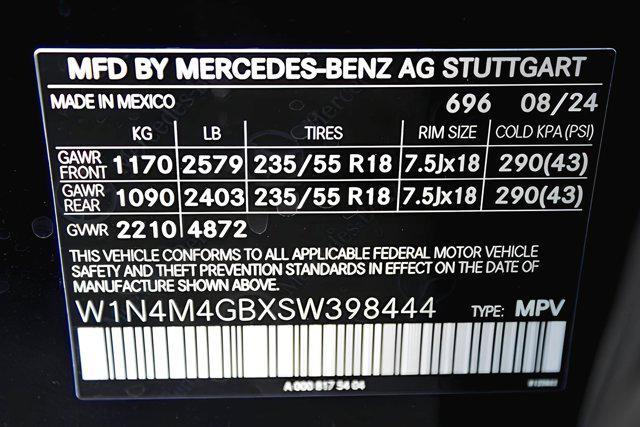 MFD BY MERCEDES-BENZ AG STUTTGART
MADE IN MEXICO 696 08/24
KG LB TIRES RIM SIZE COLD KPA (PSI)
GAWR FRONT 1170 2579 235/55 R18 7.5Jx18 290(43)
GAWR REAR 1090 2403 235/55 R18 7.5Jx18 290(43)
GVWR 2210 4872
THIS VEHICLE CONFORMS TO ALL APPLICABLE FEDERAL MOTOR VEHICLE
SAFETY AND THEFT PREVENTION STANDARDS IN EFFECT ON THE DATE OF
MANUFACTURE SHOWN ABOVE.
W1N4M4GBXSW398444 TYPE: MPV
A 000 817 54 04